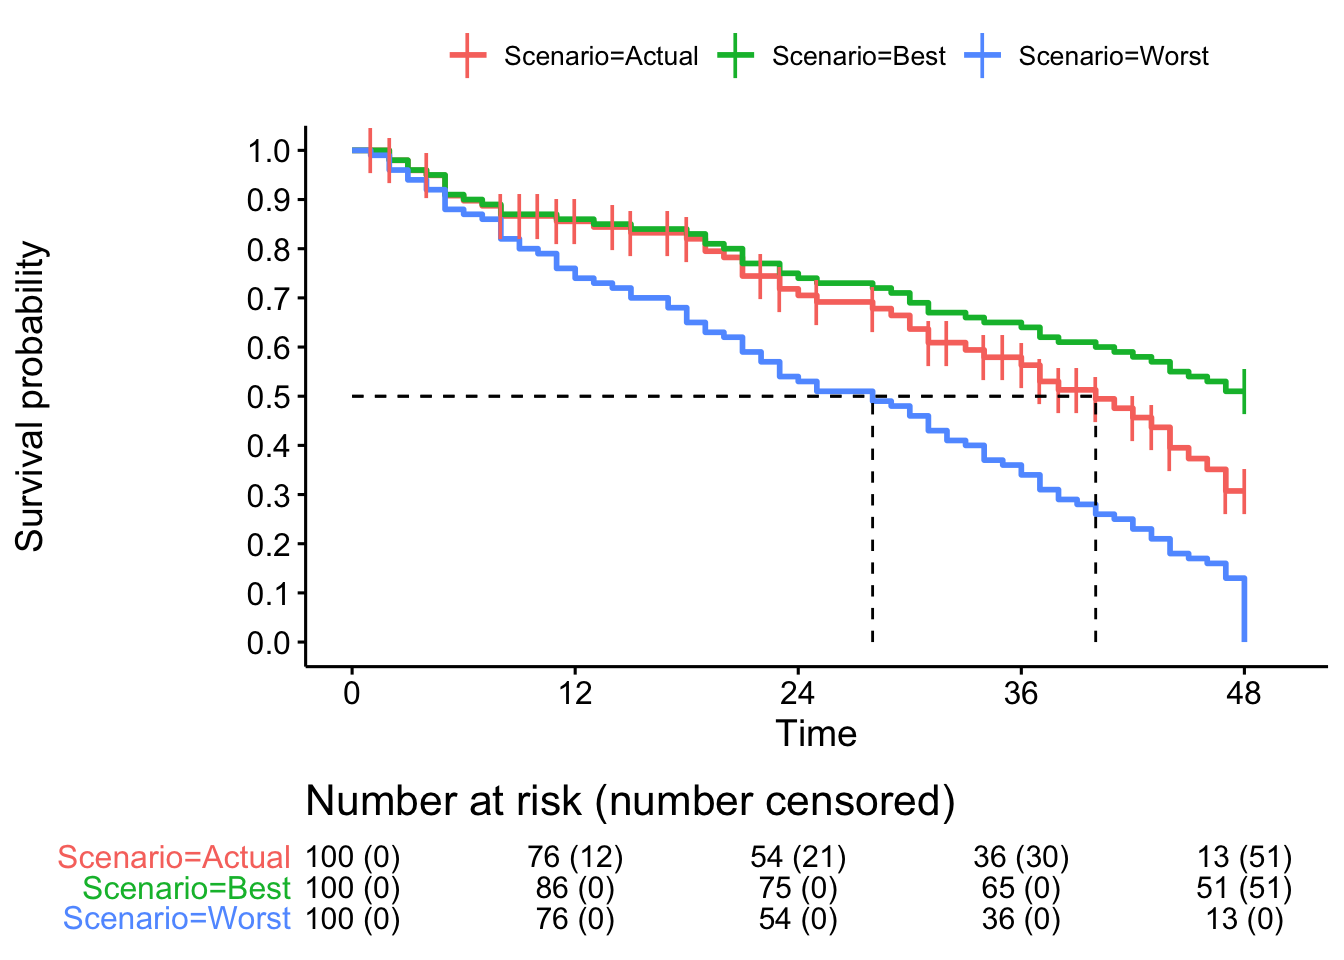 Scenario=Actual Scenario=Best Scenario=Worst
Survival probability
1.0
0.9
0.8
0.7
0.6
0.5
0.4
0.3
0.2
0.1
0.0
0 12 24 36 48
Time
Number at risk (number censored)
Scenario=Actual 100 (0) 76 (12) 54 (21) 36 (30) 13 (51)
Scenario=Best 100 (0) 86 (0) 75 (0) 65 (0) 51 (51)
Scenario=Worst 100 (0) 76 (0) 54 (0) 36 (0) 13 (0)